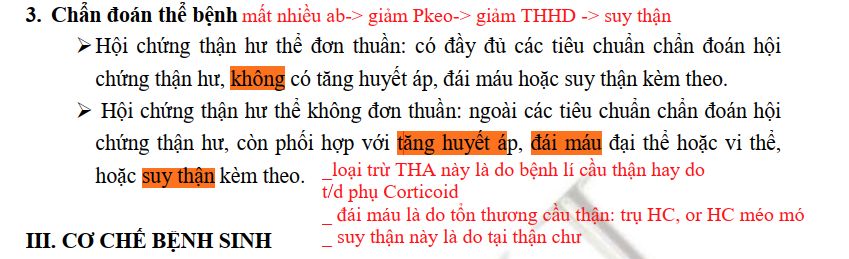 3. Chẩn đoán thể bệnh mất nhiều ab-> giảm Pkeo-> giảm THHD -> suy thận
➢Hội chứng thận hư thể đơn thuần: có đầy đủ các tiêu chuẩn chẩn đoán hội
chứng thận hư, không có tăng huyết áp, đái máu hoặc suy thận kèm theo.
➢ Hội chứng thận hư thể không đơn thuần: ngoài các tiêu chuẩn chẩn đoán hội
chứng thận hư, còn phối hợp với tăng huyết áp, đái máu đại thể hoặc vi thể,
hoặc suy thận kèm theo. _loại trừ THA này là do bệnh lí cầu thận hay do
t/d phụ Corticoid
_ đái máu là do tổn thương cầu thận: trụ HC, or HC méo mó
III. CƠ CHẾ BỆNH SINH _ suy thận này là do tại thận chư